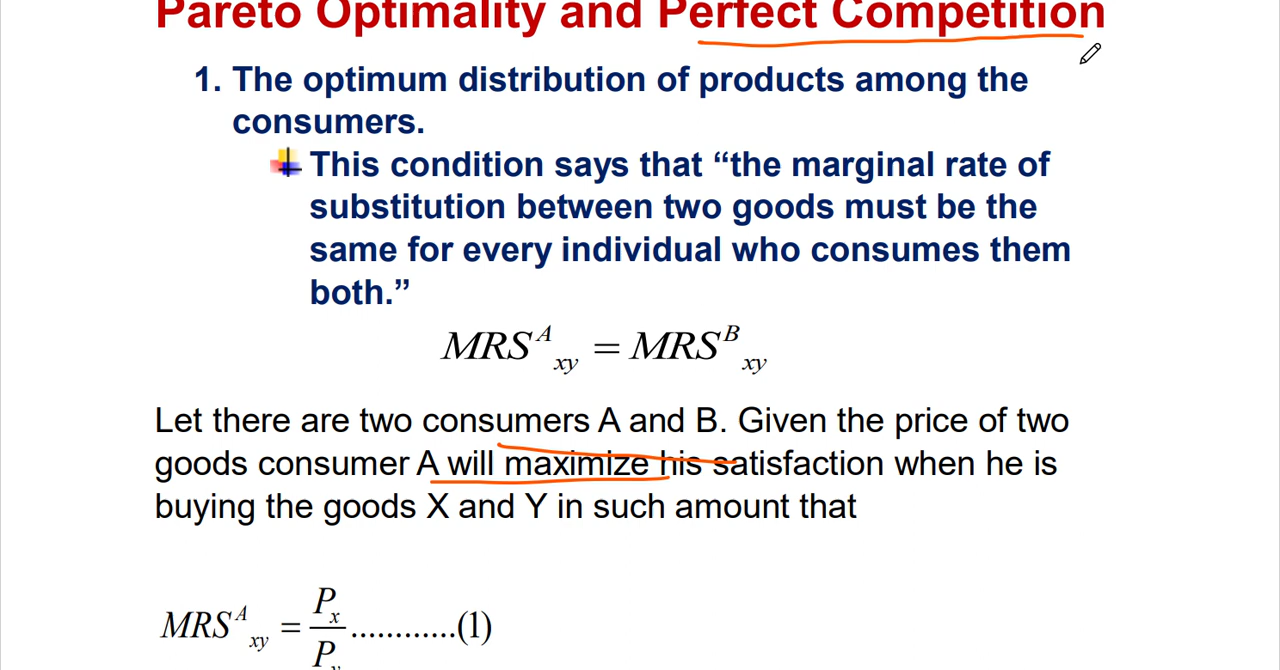 Pareto Optimality and Perfect Competition
1. The optimum distribution of products among the
consumers.
This condition says that “the marginal rate of
substitution between two goods must be the
same for every individual who consumes them
both.”
MRS^A_xy = MRS^B_xy
Let there are two consumers A and B. Given the price of two
goods consumer A will maximize his satisfaction when he is
buying the goods X and Y in such amount that
MRS^A_xy = P_x / P_y ............(1)